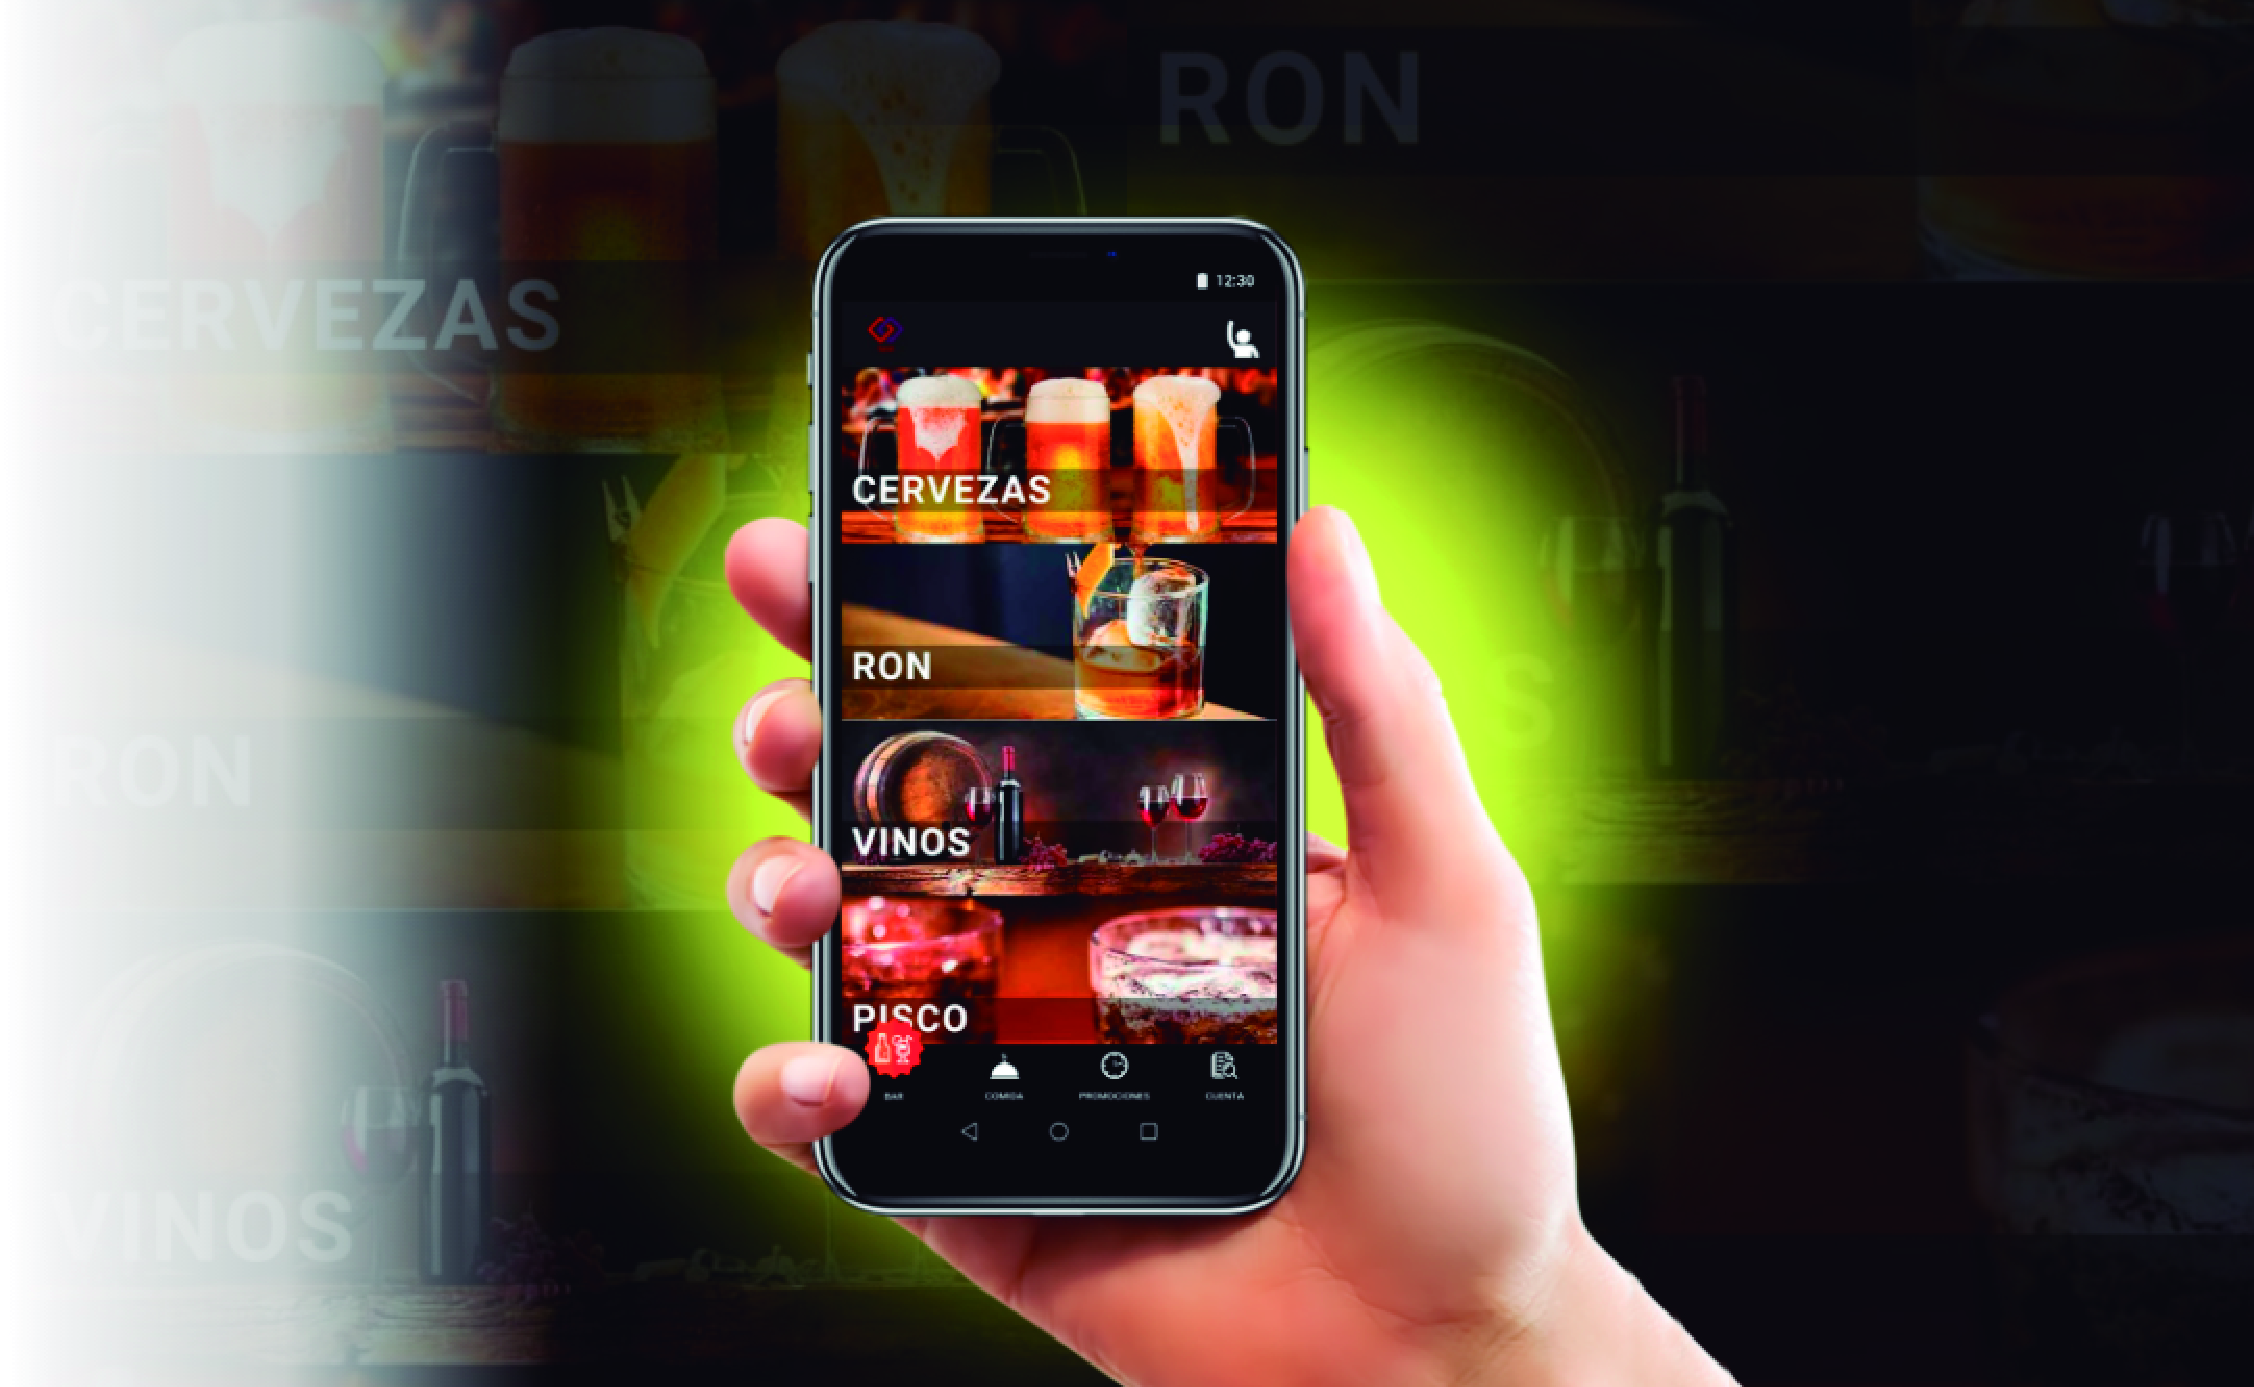 RON
CERVEZAS
RON
VINOS
12:30
CERVEZAS
RON
VINOS
PISCO
BAR
COMIDA
PROMOCIONES
CUENTA
S